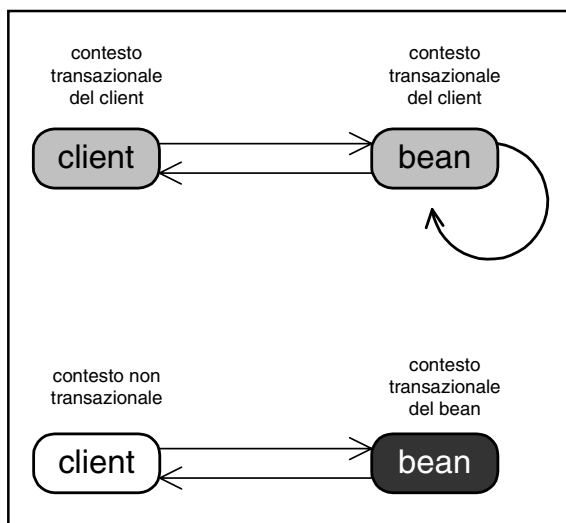 contesto
transazionale
del client
contesto
transazionale
del client
client
bean
contesto non
transazionale
contesto
transazionale
del bean
client
bean